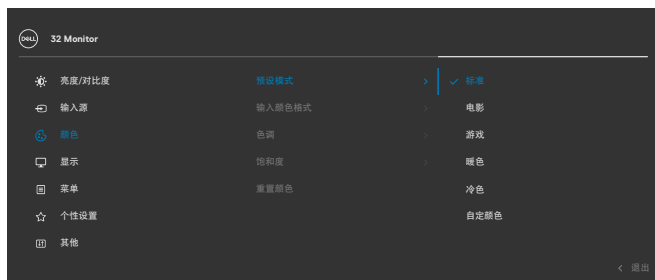 DELL 32 Monitor
亮度/对比度 预设模式 标准
输入源 输入颜色格式 电影
颜色 色调 游戏
显示 饱和度 暖色
菜单 重置颜色 冷色
个性设置 自定颜色
其他
退出